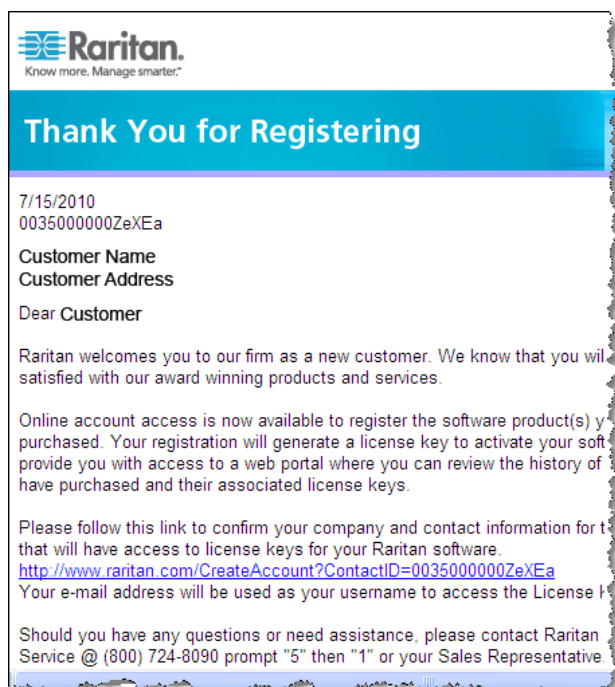 Raritan.
Know more. Manage smarter.™
Thank You for Registering
7/15/2010
0035000000ZeXEa
Customer Name
Customer Address
Dear Customer
Raritan welcomes you to our firm as a new customer. We know that you wil
satisfied with our award winning products and services.
Online account access is now available to register the software product(s) y
purchased. Your registration will generate a license key to activate your soft
provide you with access to a web portal where you can review the history of
have purchased and their associated license keys.
Please follow this link to confirm your company and contact information for t
that will have access to license keys for your Raritan software.
http://www.raritan.com/CreateAccount?ContactID=0035000000ZeXEa
Your e-mail address will be used as your username to access the License
Should you have any questions or need assistance, please contact Raritan
Service @ (800) 724-8090 prompt "5" then "1" or your Sales Representative.